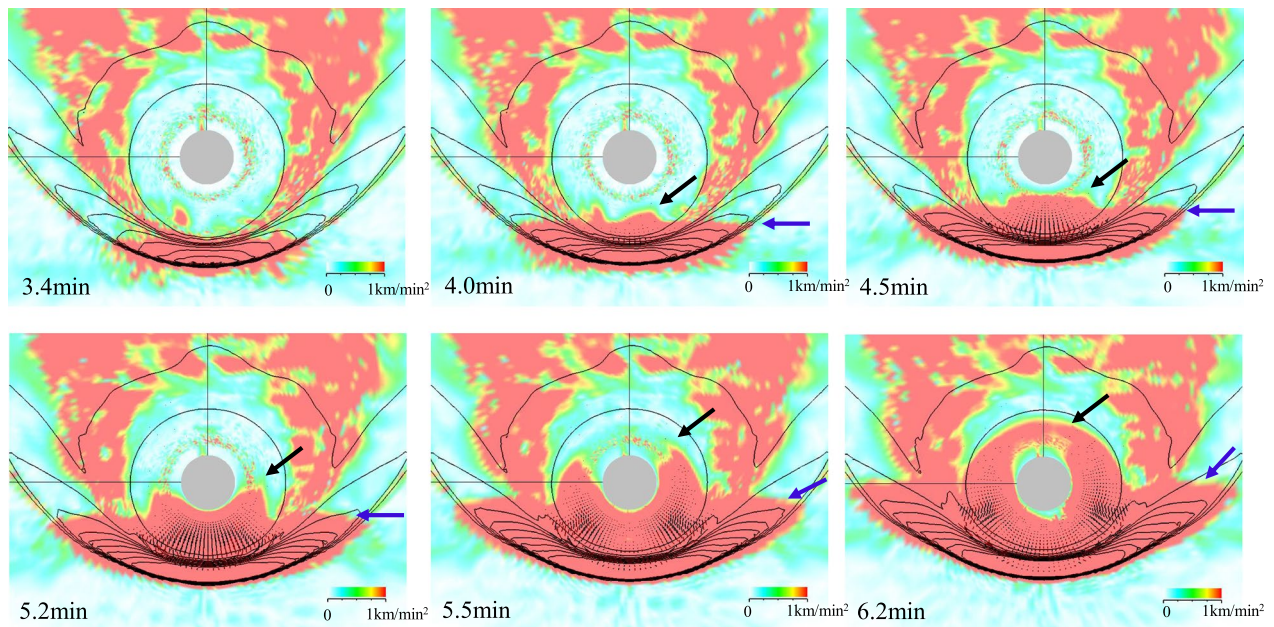 0 1km/min²
3.4min
0 1km/min²
4.0min
0 1km/min²
4.5min
0 1km/min²
5.2min
0 1km/min²
5.5min
0 1km/min²
6.2min